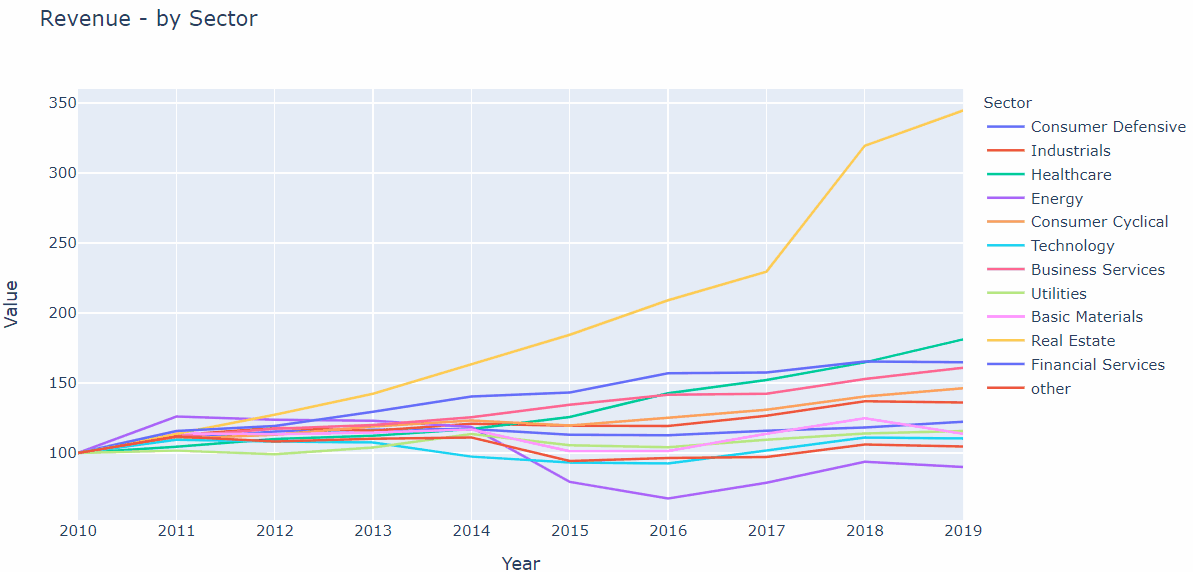 Revenue - by Sector
350
300
250
200
150
100
Value
2010 2011 2012 2013 2014 2015 2016 2017 2018 2019
Year
Sector
Consumer Defensive
Industrials
Healthcare
Energy
Consumer Cyclical
Technology
Business Services
Utilities
Basic Materials
Real Estate
Financial Services
other